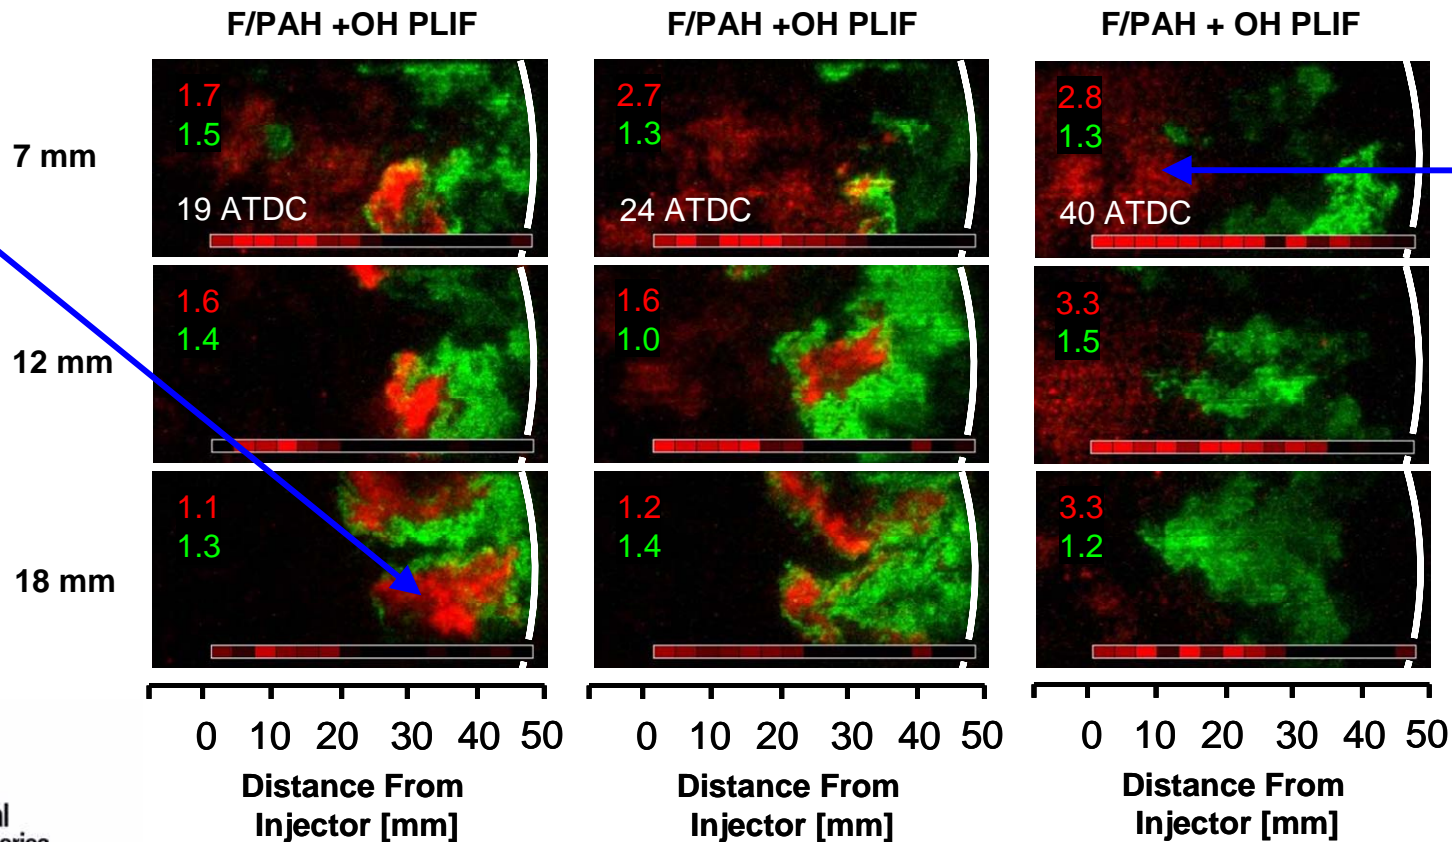 F/PAH +OH PLIF
F/PAH +OH PLIF
F/PAH + OH PLIF
7 mm
1.7
1.5
19 ATDC
2.7
1.3
24 ATDC
2.8
1.3
40 ATDC
12 mm
1.6
1.4
1.6
1.0
3.3
1.5
18 mm
1.1
1.3
1.2
1.4
3.3
1.2
0 10 20 30 40 50
0 10 20 30 40 50
0 10 20 30 40 50
Distance From
Injector [mm]
Distance From
Injector [mm]
Distance From
Injector [mm]